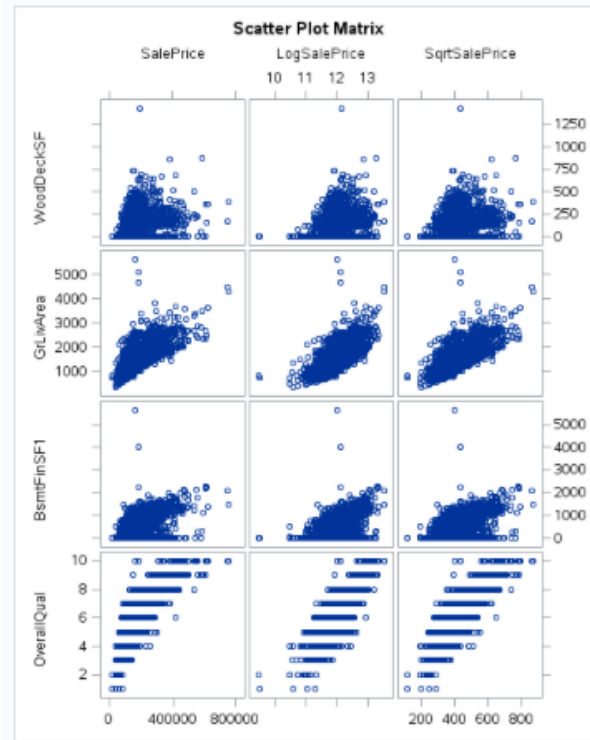 Scatter Plot Matrix
SalePrice LogSalePrice SqrtSalePrice
10 11 12 13
WoodDeckSF
1250
1000
750
500
250
0
GrLivArea
5000
4000
3000
2000
1000
BsmtFinSF1
5000
4000
3000
2000
1000
0
OverallQual
10
8
6
4
2
0 400000 800000 200 400 600 800